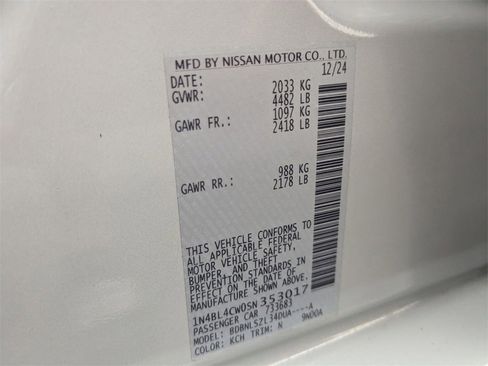 MFD BY NISSAN MOTOR CO., LTD.
DATE: 12/24
GVWR: 2033 KG
4482 LB
GAWR FR.: 1097 KG
2418 LB
GAWR RR.: 988 KG
2178 LB
THIS VEHICLE CONFORMS TO
ALL APPLICABLE FEDERAL
MOTOR VEHICLE SAFETY,
BUMPER, AND THEFT
PREVENTION STANDARDS IN
EFFECT ON THE DATE OF
MANUFACTURE SHOWN ABOVE.
1N4BL4CW0SN353017
PASSENGER CAR 733683
MODEL: BDBNLSZL34DUA----A
COLOR: KCH TRIM: N 9N00A